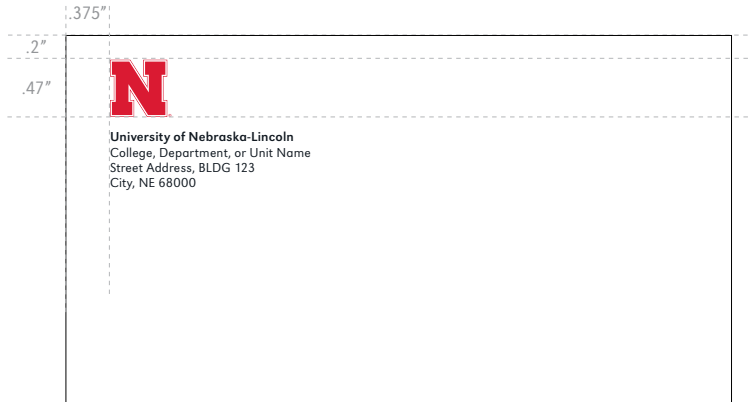 .375”
.2”
.47”
N
University of Nebraska-Lincoln
College, Department, or Unit Name
Street Address, BLDG 123
City, NE 68000